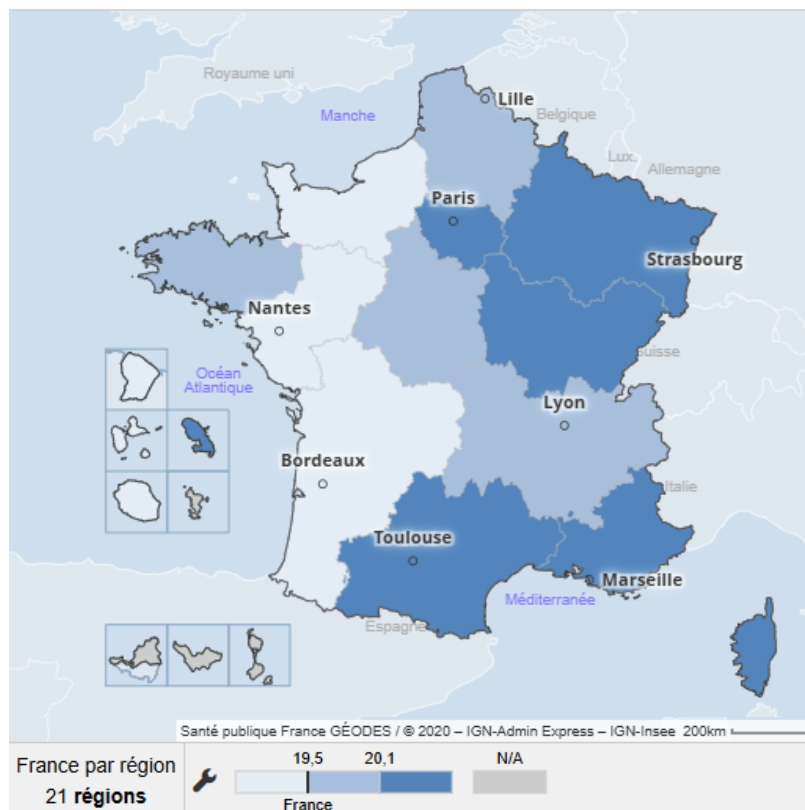 Royaume uni
Manche
Lille
Belgique
Lux.
Allemagne
Paris
Strasbourg
Nantes
Suisse
Océan
Atlantique
Lyon
Bordeaux
Italie
Toulouse
Marseille
Méditerranée
Espagne
Santé publique France GÉODES / © 2020 – IGN-Admin Express – IGN-Insee 200km
France par région
21 régions
19,5 20,1 N/A
France